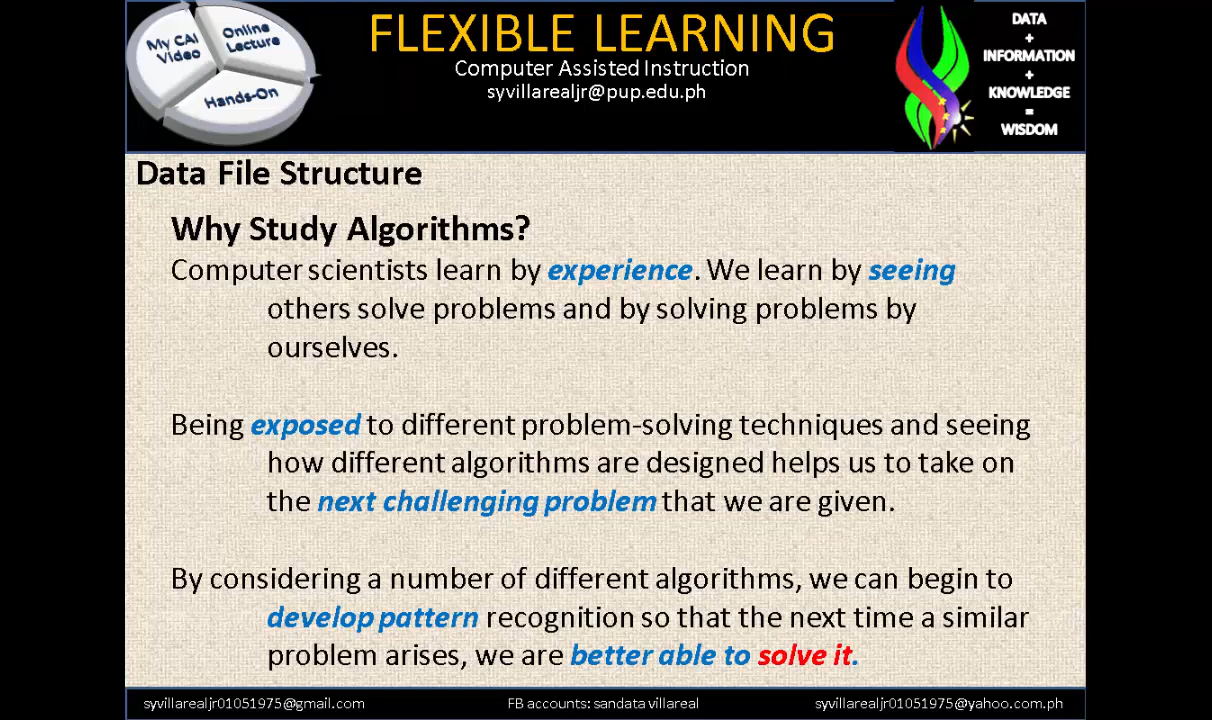 My CAI
Video
Online
Lecture
Hands-On
FLEXIBLE LEARNING
Computer Assisted Instruction
syvillarealjr@pup.edu.ph
DATA
+
INFORMATION
+
KNOWLEDGE
=
WISDOM
Data File Structure
Why Study Algorithms?
Computer scientists learn by experience. We learn by seeing
others solve problems and by solving problems by
ourselves.
Being exposed to different problem-solving techniques and seeing
how different algorithms are designed helps us to take on
the next challenging problem that we are given.
By considering a number of different algorithms, we can begin to
develop pattern recognition so that the next time a similar
problem arises, we are better able to solve it.
syvillarealjr01051975@gmail.com
FB accounts: sandata villareal
syvillarealjr01051975@yahoo.com.ph